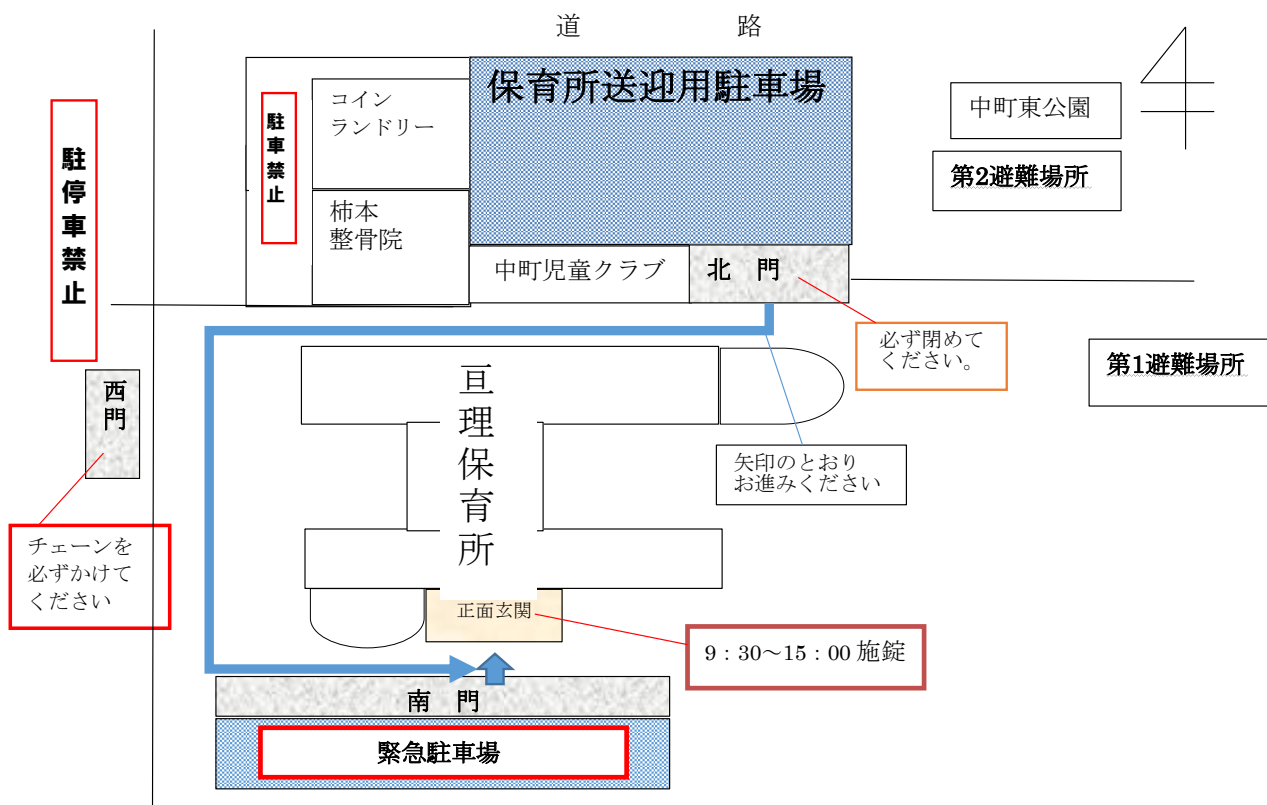 道　路
保育所送迎用駐車場
コイン
ランドリー
駐車禁止
中町東公園
駐停車禁止
第2避難場所
柿本
整骨院
中町児童クラブ
北　門
必ず閉めて
ください。
第1避難場所
西門
亘理保育所
矢印のとおり
お進みください
チェーンを
必ずかけて
ください
正面玄関
9：30～15：00 施錠
南　門
緊急駐車場